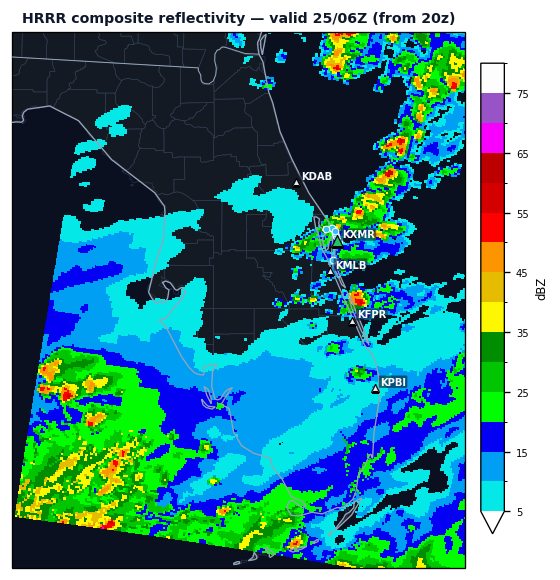 HRRR composite reflectivity — valid 25/06Z (from 20z)
KDAB
KXMR
KMLB
KFPR
KPBI
75
65
55
45
35
25
15
5
dBZ